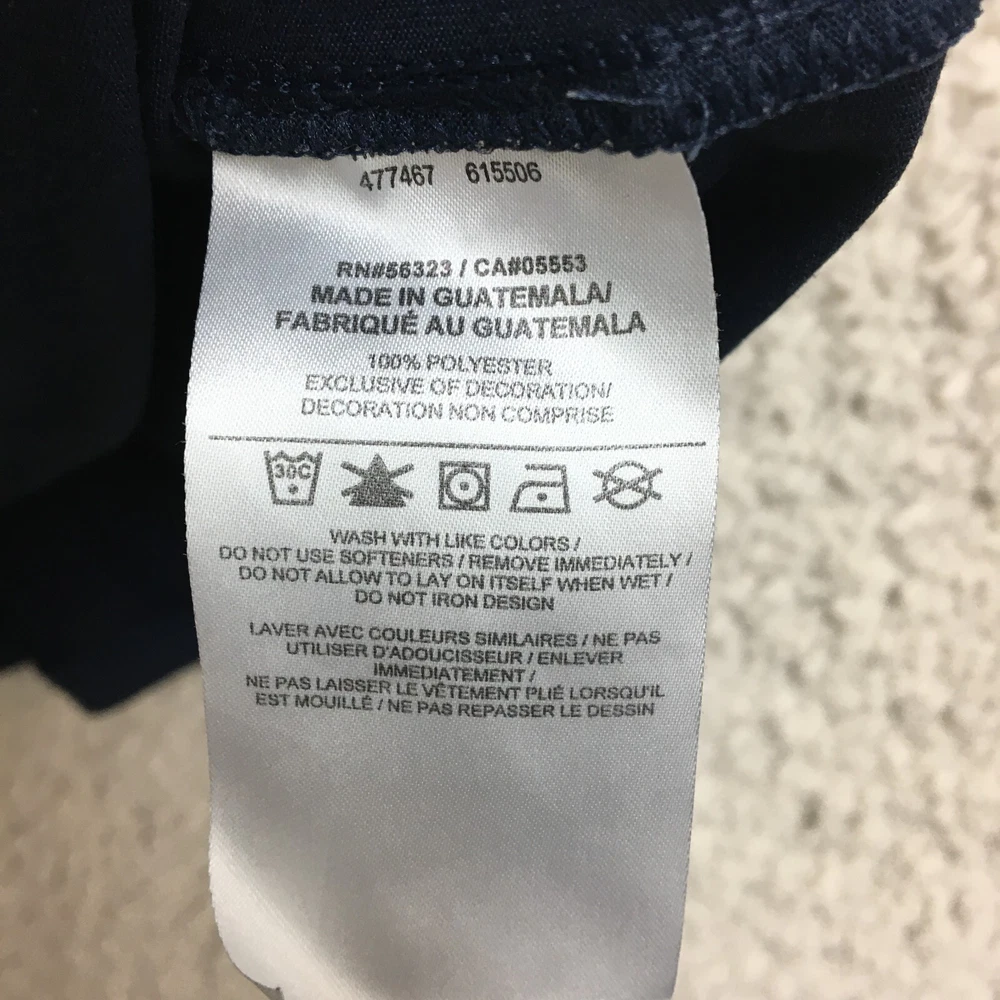 477467 615506
RN#56323 / CA#05553
MADE IN GUATEMALA/
FABRIQUÉ AU GUATEMALA
100% POLYESTER
EXCLUSIVE OF DECORATION/
DECORATION NON COMPRISE
30C
WASH WITH LIKE COLORS /
DO NOT USE SOFTENERS / REMOVE IMMEDIATELY /
DO NOT ALLOW TO LAY ON ITSELF WHEN WET /
DO NOT IRON DESIGN
LAVER AVEC COULEURS SIMILAIRES / NE PAS
UTILISER D'ADOUCISSEUR / ENLEVER
IMMEDIATEMENT /
NE PAS LAISSER LE VÊTEMENT PLIÉ LORSQU'IL
EST MOUILLÉ / NE PAS REPASSER LE DESSIN